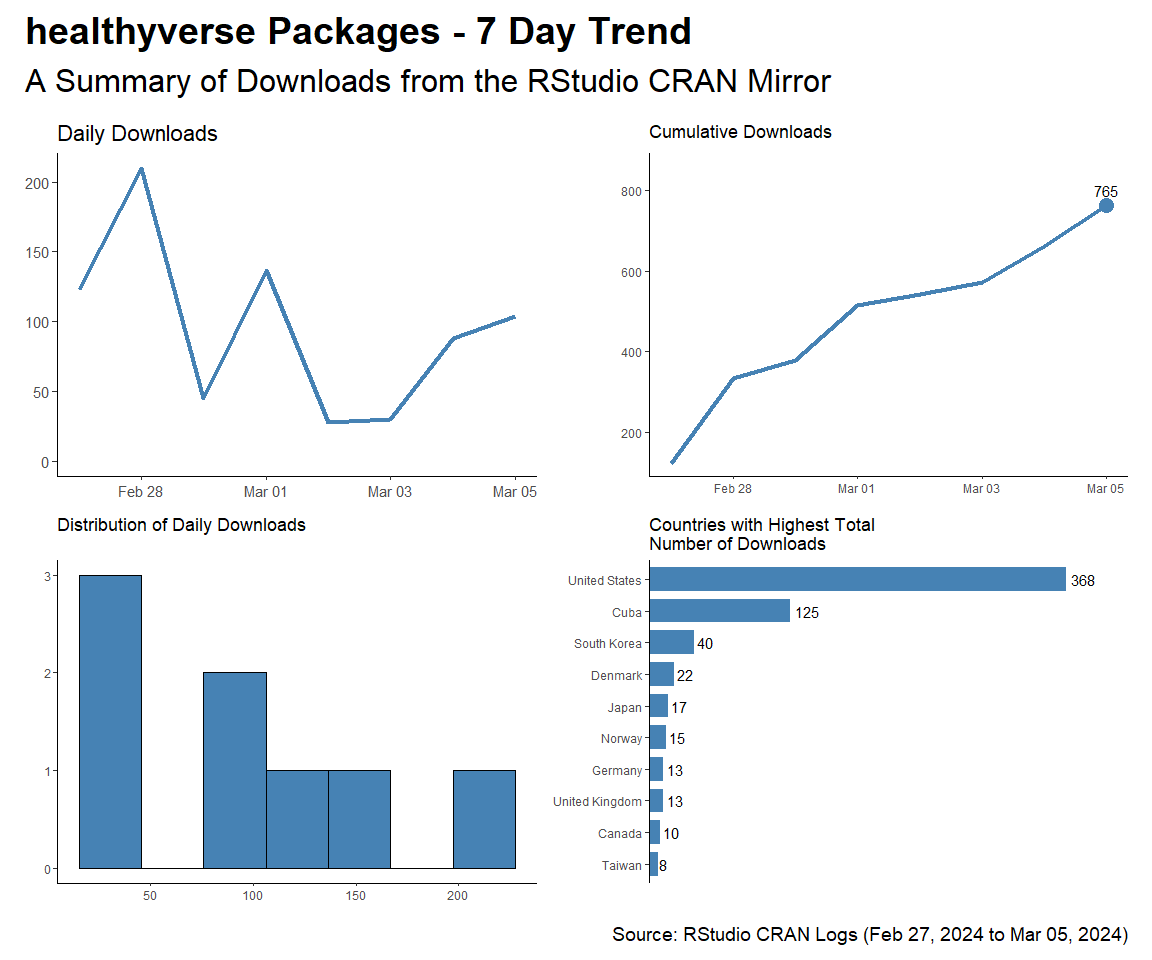 healthyverse Packages - 7 Day Trend
A Summary of Downloads from the RStudio CRAN Mirror
Daily Downloads
200
150
100
50
0
Feb 28 Mar 01 Mar 03 Mar 05
Cumulative Downloads
800
600
400
200
765
Feb 28 Mar 01 Mar 03 Mar 05
Distribution of Daily Downloads
3
2
1
0
50 100 150 200
Countries with Highest Total
Number of Downloads
United States 368
Cuba 125
South Korea 40
Denmark 22
Japan 17
Norway 15
Germany 13
United Kingdom 13
Canada 10
Taiwan 8
Source: RStudio CRAN Logs (Feb 27, 2024 to Mar 05, 2024)